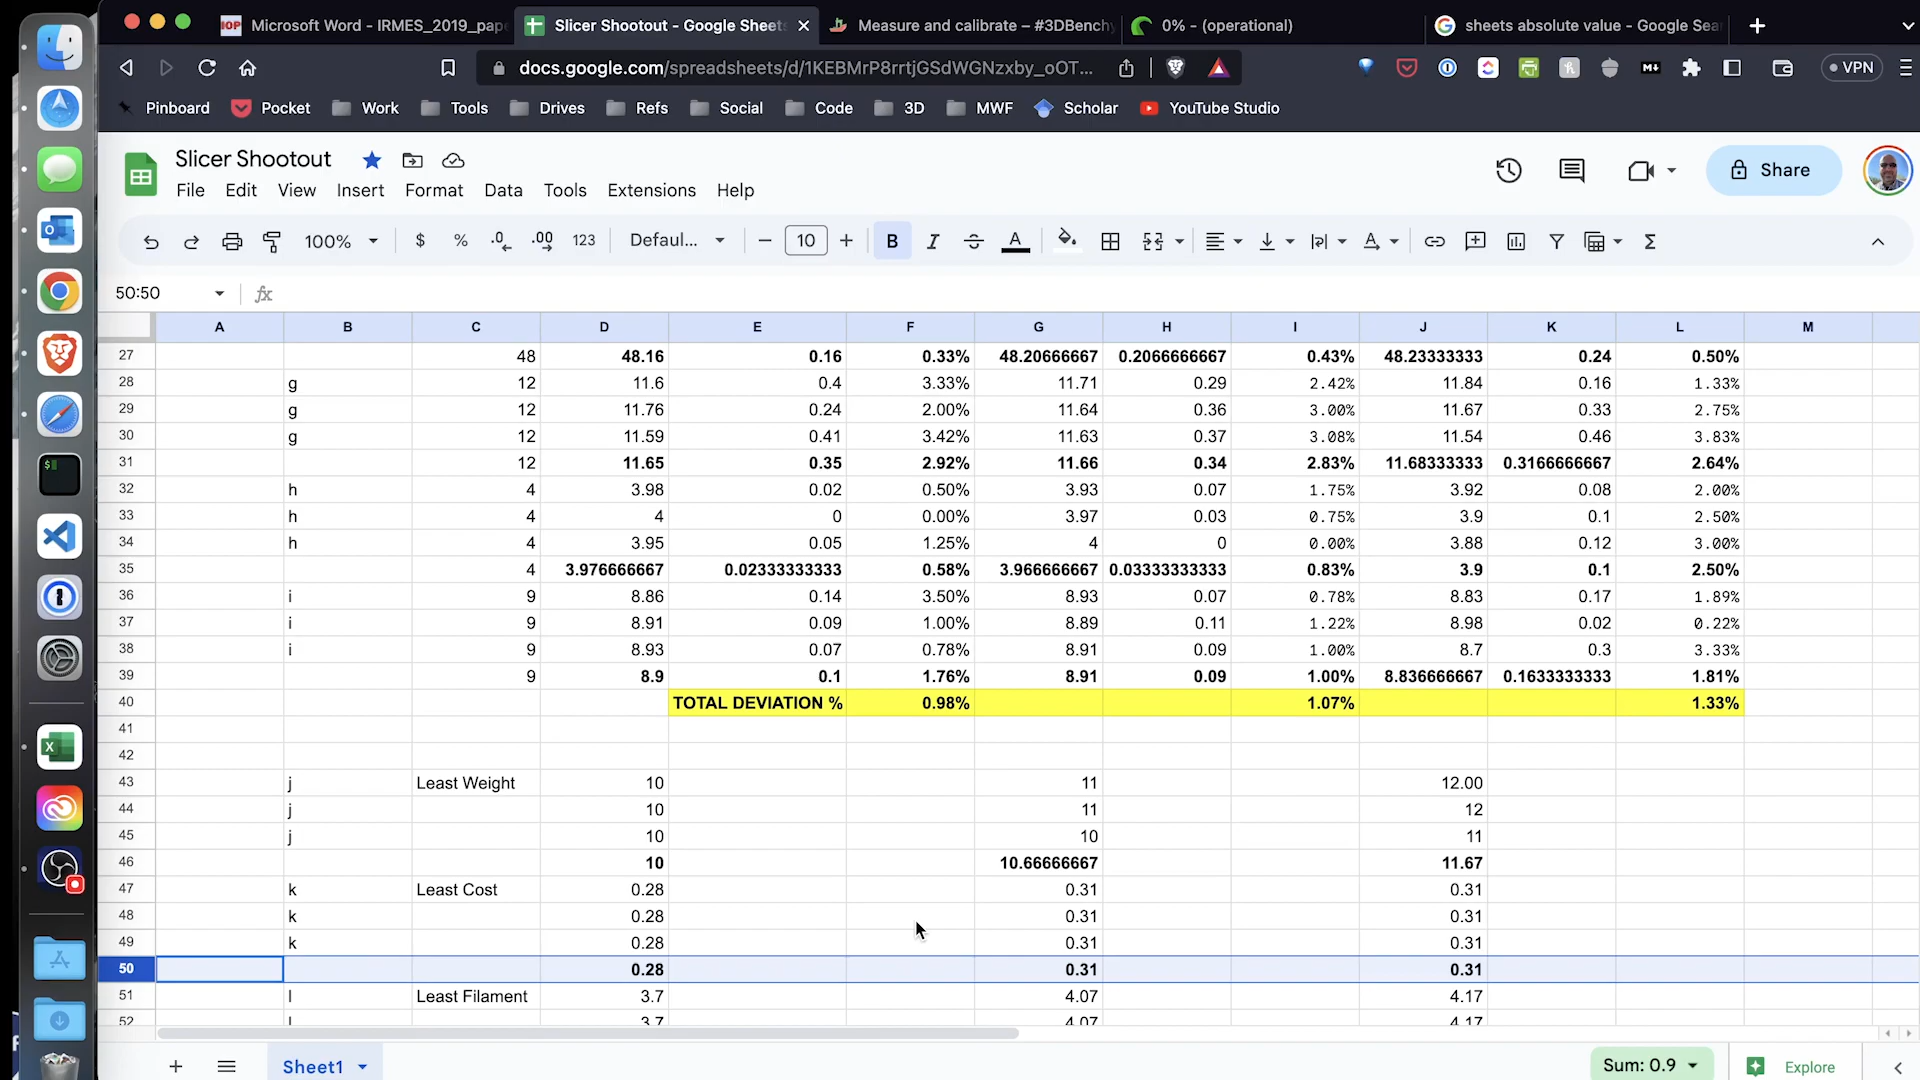 IOP Microsoft Word - IRMES_2019_pape Slicer Shootout - Google Sheets Measure and calibrate – #3DBenchy 0% - (operational) sheets absolute value - Google Sea
docs.google.com/spreadsheets/d/1KEBMrP8rrtjGSdWGNzxby_oOT... VPN
Pinboard Pocket Work Tools Drives Refs Social Code 3D MWF Scholar YouTube Studio
Slicer Shootout
Share
File Edit View Insert Format Data Tools Extensions Help
100% $ % .0 .00 123 Defaul... 10 B I S A A Σ
50:50 fx
A B C D E F G H I J K L M
27 48 48.16 0.16 0.33% 48.20666667 0.2066666667 0.43% 48.23333333 0.24 0.50%
28 g 12 11.6 0.4 3.33% 11.71 0.29 2.42% 11.84 0.16 1.33%
29 g 12 11.76 0.24 2.00% 11.64 0.36 3.00% 11.67 0.33 2.75%
30 g 12 11.59 0.41 3.42% 11.63 0.37 3.08% 11.54 0.46 3.83%
31 12 11.65 0.35 2.92% 11.66 0.34 2.83% 11.68333333 0.3166666667 2.64%
32 h 4 3.98 0.02 0.50% 3.93 0.07 1.75% 3.92 0.08 2.00%
33 h 4 4 0 0.00% 3.97 0.03 0.75% 3.9 0.1 2.50%
34 h 4 3.95 0.05 1.25% 4 0 0.00% 3.88 0.12 3.00%
35 4 3.976666667 0.02333333333 0.58% 3.966666667 0.03333333333 0.83% 3.9 0.1 2.50%
36 i 9 8.86 0.14 3.50% 8.93 0.07 0.78% 8.83 0.17 1.89%
37 i 9 8.91 0.09 1.00% 8.89 0.11 1.22% 8.98 0.02 0.22%
38 i 9 8.93 0.07 0.78% 8.91 0.09 1.00% 8.7 0.3 3.33%
39 9 8.9 0.1 1.76% 8.91 0.09 1.00% 8.836666667 0.1633333333 1.81%
40 TOTAL DEVIATION % 0.98% 1.07% 1.33%
41
42
43 j Least Weight 10 11 12.00
44 j 10 11 12
45 j 10 10 11
46 10 10.66666667 11.67
47 k Least Cost 0.28 0.31 0.31
48 k 0.28 0.31 0.31
49 k 0.28 0.31 0.31
50 0.28 0.31 0.31
51 l Least Filament 3.7 4.07 4.17
52 l 3.7 4.07 4.17
Sheet1 Sum: 0.9 Explore